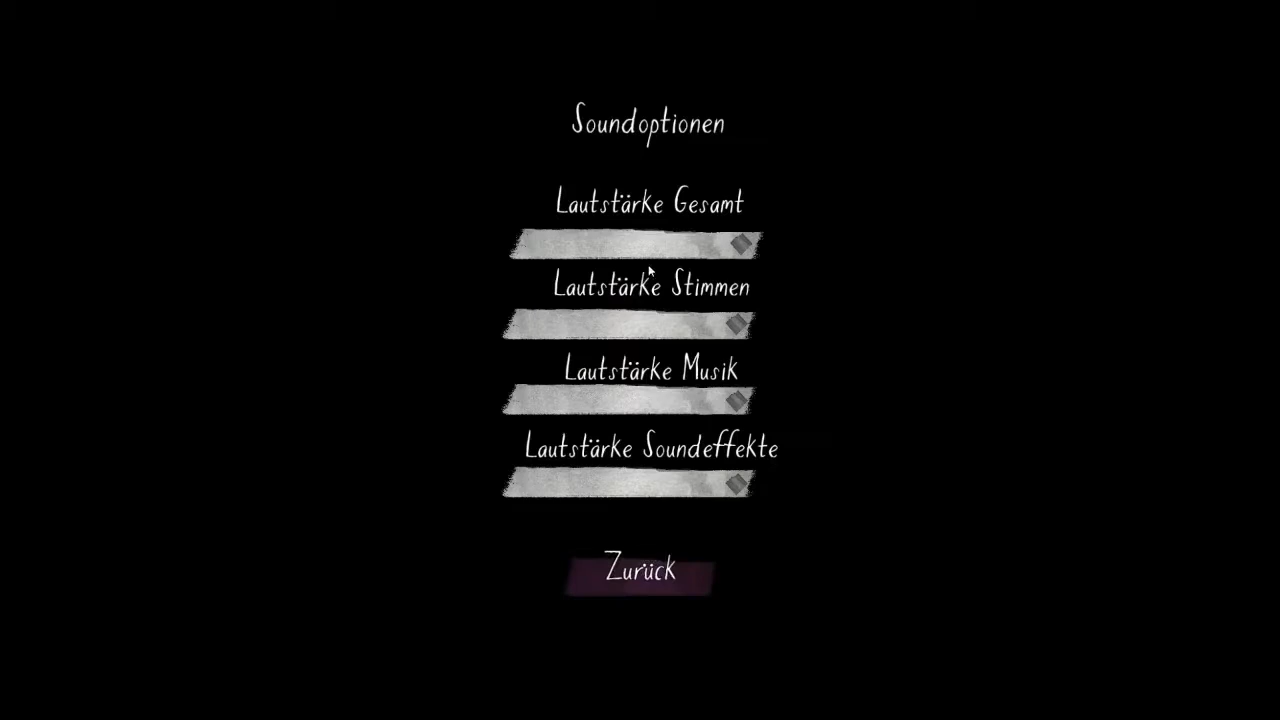 Soundoptionen
Lautstärke Gesamt
Lautstärke Stimmen
Lautstärke Musik
Lautstärke Soundeffekte
Zurück